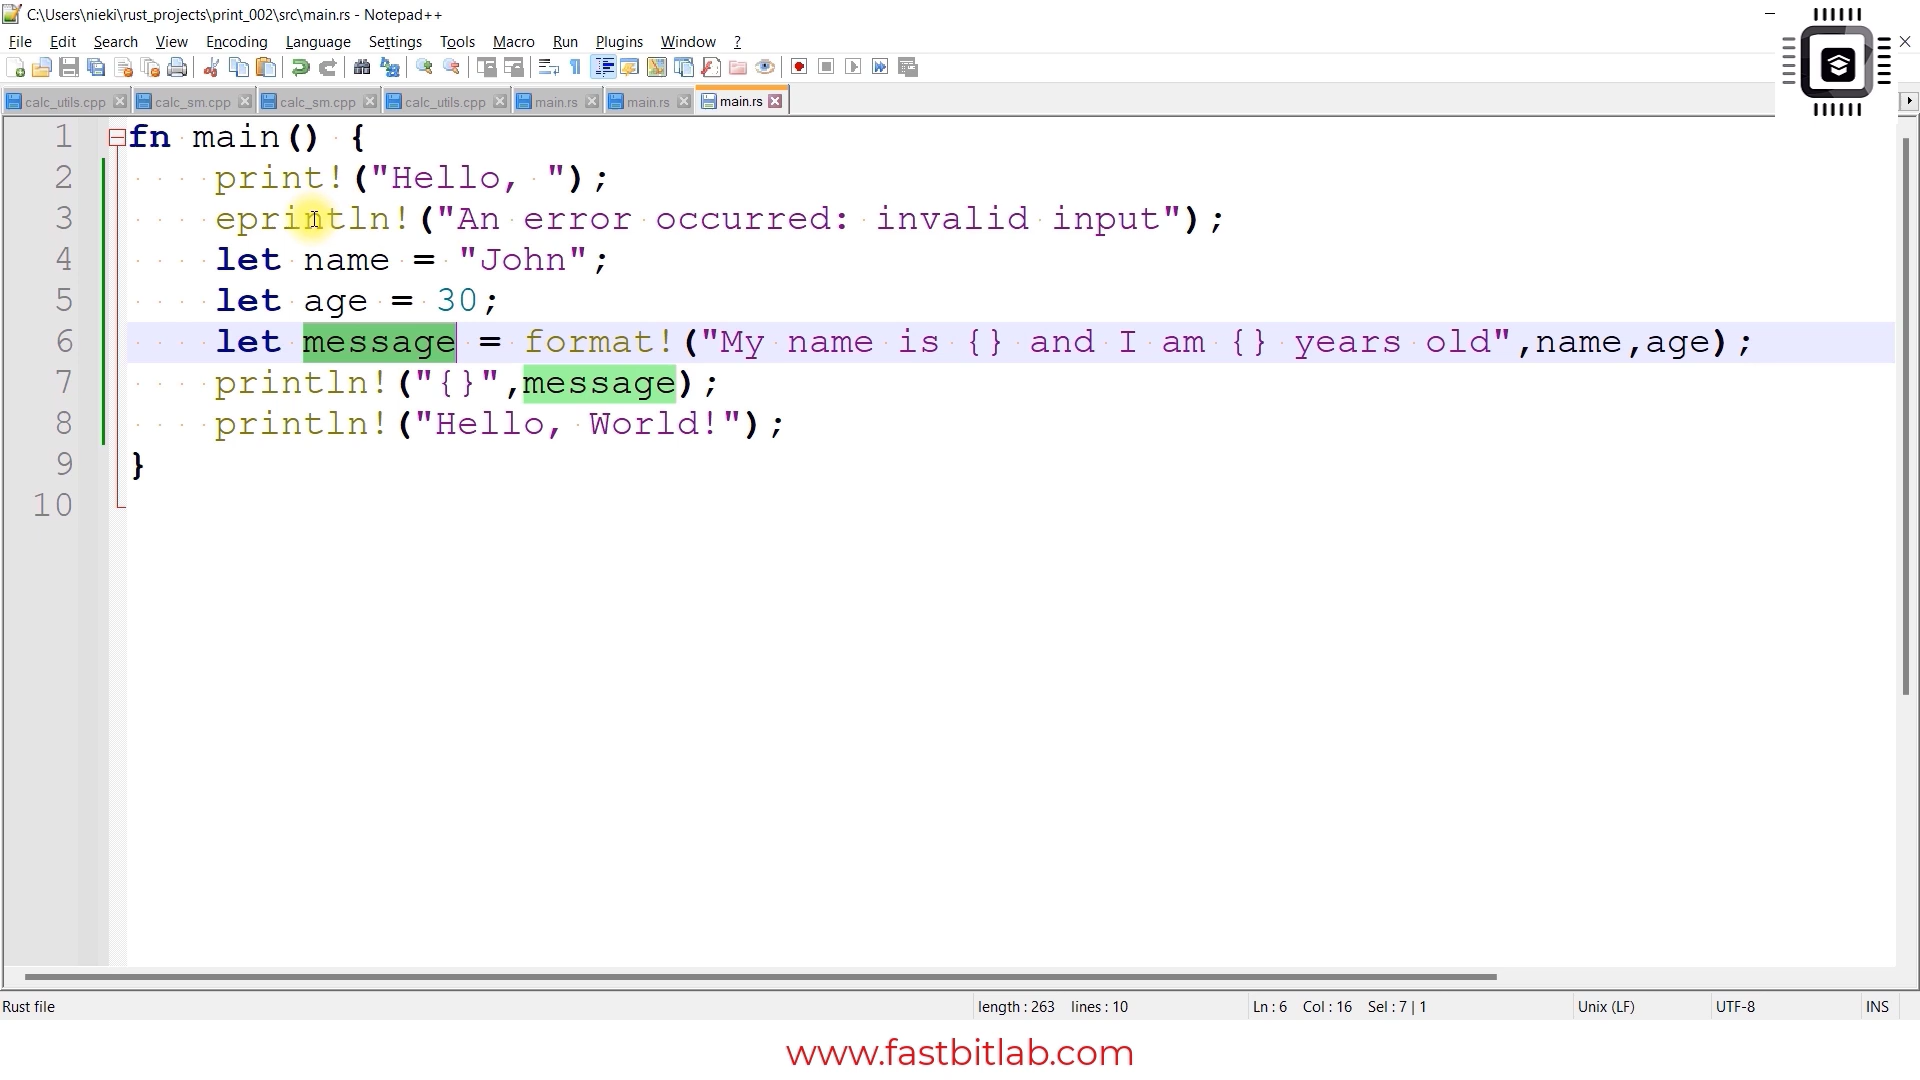 C:\Users\nieki\rust_projects\print_002\src\main.rs - Notepad++
File Edit Search View Encoding Language Settings Tools Macro Run Plugins Window ?
calc_utils.cpp calc_sm.cpp calc_sm.cpp calc_utils.cpp main.rs main.rs main.rs
1 fn main() {
2 print!("Hello, ");
3 eprintln!("An error occurred: invalid input");
4 let name = "John";
5 let age = 30;
6 let message = format!("My name is {} and I am {} years old",name,age);
7 println!("{}",message);
8 println!("Hello, World!");
9 }
10
Rust file length : 263 lines : 10 Ln : 6 Col : 16 Sel : 7 | 1 Unix (LF) UTF-8 INS
www.fastbitlab.com